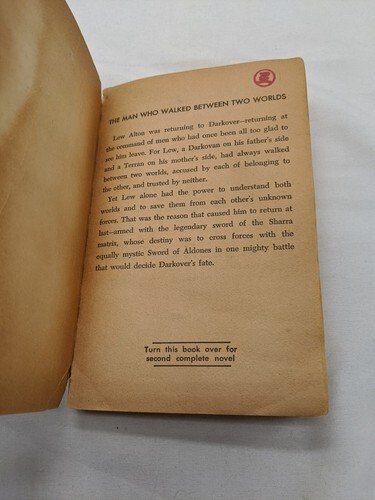 THE MAN WHO WALKED BETWEEN TWO WORLDS
Lew Alton was returning to Darkover—returning at
the command of men who had once been all too glad to
see him leave. For Lew, a Darkovan on his father's side
and a Terran on his mother's side, had always walked
between two worlds, accused by each of belonging to
the other, and trusted by neither.
Yet Lew alone had the power to understand both
worlds and to save them from each other's unknown
forces. That was the reason that caused him to return at
last—armed with the legendary sword of the Sharra
matrix, whose destiny was to cross forces with the
equally mystic Sword of Aldones in one mighty battle
that would decide Darkover's fate.
Turn this book over for
second complete novel